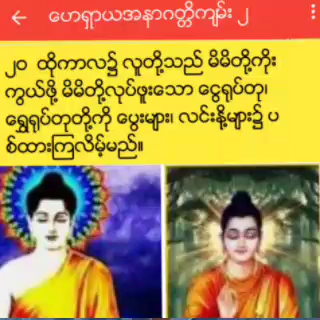 ဟေရှာယအနာဂတ္တိကျမ်း ၂
၂၀ ထိုကာလ၌ လူတို့သည် မိမိတို့ကိုး
ကွယ်ဖို့ မိမိတို့လုပ်ဖူးသော ငွေရုပ်တု၊
ရွှေရုပ်တုတို့ကို ပွေးများ၊ လင်းနို့များ၌ ပ
စ်ထားကြလိမ့်မည်။